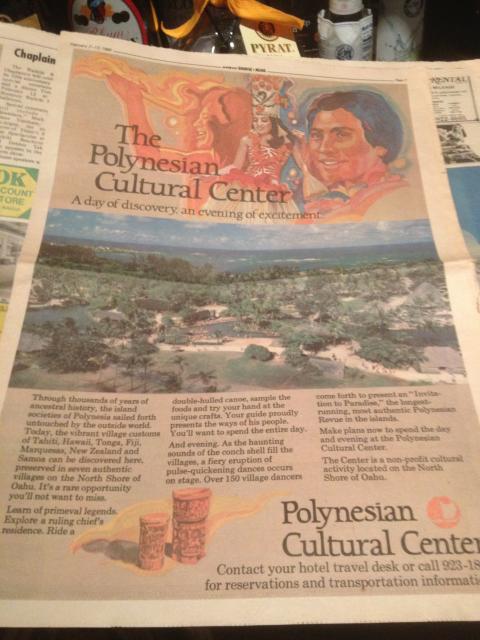 Chaplain
PYRAT
RENTAL
The
Polynesian
Cultural Center
A day of discovery, an evening of excitement.
Through thousands of years of
ancestral history, the island
societies of Polynesia sailed forth
untouched by the outside world.
Today, the vibrant village customs
of Tahiti, Hawaii, Tonga, Fiji,
Marquesas, New Zealand and
Samoa can be discovered here,
preserved in seven authentic
villages on the North Shore of
Oahu. It's a rare opportunity
you'll not want to miss.
Learn of primeval legends.
Explore a ruling chief's
residence. Ride a
double-hulled canoe, sample the
foods and try your hand at the
unique crafts. Your guide proudly
presents the ways of his people.
You'll want to spend the entire day.
And evening. As the haunting
sounds of the conch shell fill the
villages, a fiery eruption of
pulse-quickening dances occurs
on stage. Over 150 village dancers
come forth to present an "Invita-
tion to Paradise," the longest-
running, most authentic Polynesian
Revue in the islands.
Make plans now to spend the day
and evening at the Polynesian
Cultural Center.
The Center is a non-profit cultural
activity located on the North
Shore of Oahu.
OK
COUNT
TORE
Polynesian
Cultural Center
Contact your hotel travel desk or call 923-18
for reservations and transportation informati